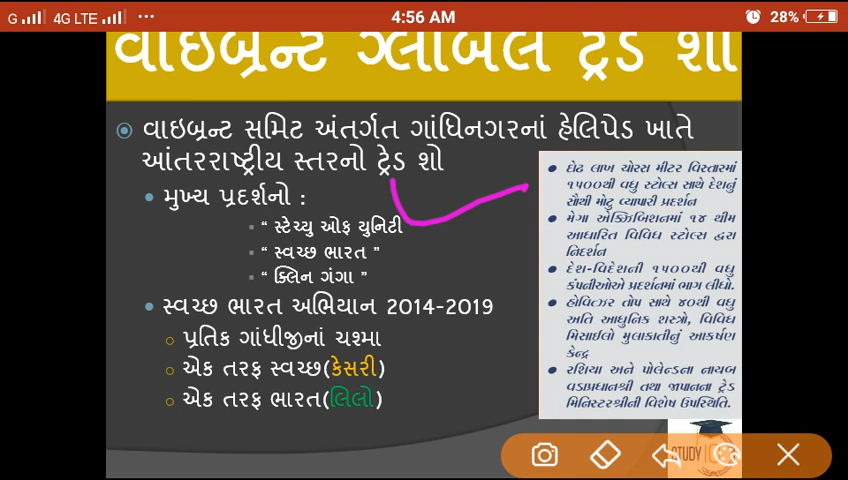 G 4G LTE ... 4:56 AM 28%
વાઇબ્રન્ટ ગ્લોબલ ટ્રેડ શો
વાઇબ્રન્ટ સમિટ અંતર્ગત ગાંધિનગરનાં હેલિપેડ ખાતે
આંતરરાષ્ટ્રીય સ્તરનો ટ્રેડ શો
મુખ્ય પ્રદર્શનો :
“ સ્ટેચ્યુ ઓફ યુનિટી
“ સ્વચ્છ ભારત ”
“ ક્લિન ગંગા ”
સ્વચ્છ ભારત અભિયાન 2014-2019
પ્રતિક ગાંધીજીનાં ચશ્મા
એક તરફ સ્વચ્છ(કેસરી)
એક તરફ ભારત(લિલો)
દોઢ લાખ ચોરસ મીટર વિસ્તારમાં
૧૫૦૦થી વધુ સ્ટોલ્સ સાથે દેશનું
સૌથી મોટુ વ્યાપારી પ્રદર્શન
મેગા એક્ઝિબિશનમાં ૧૪ થીમ
આધારિત વિવિધ સ્ટોલ્સ દ્વારા
નિદર્શન
દેશ-વિદેશની ૧૫૦૦થી વધુ
કંપનીઓએ પ્રદર્શનમાં ભાગ લીધો.
હોવિત્ઝર તોપ સાથે ૪૦થી વધુ
અતિ આધુનિક શસ્ત્રો, વિવિધ
મિસાઈલો મુલાકાતીનું આકર્ષણ
કેન્દ્ર
રશિયા અને પોલેન્ડના નાયબ
વડાપ્રધાનશ્રી તથા જાપાનના ટ્રેડ
મિનિસ્ટરશ્રીની વિશેષ ઉપસ્થિતિ.
STUDY